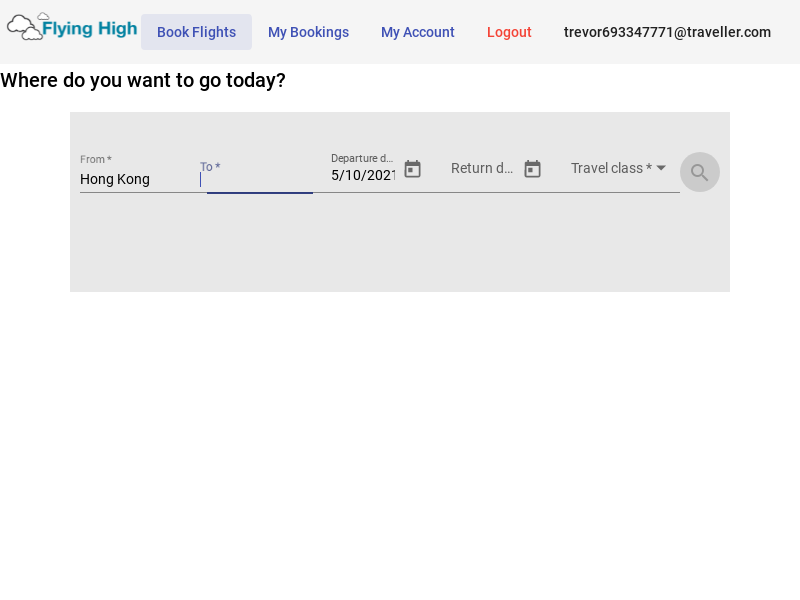 Flying High
Book Flights
My Bookings
My Account
Logout
trevor693347771@traveller.com
Where do you want to go today?
From *
Hong Kong
To *
Departure d...
5/10/2021
Return d...
Travel class *